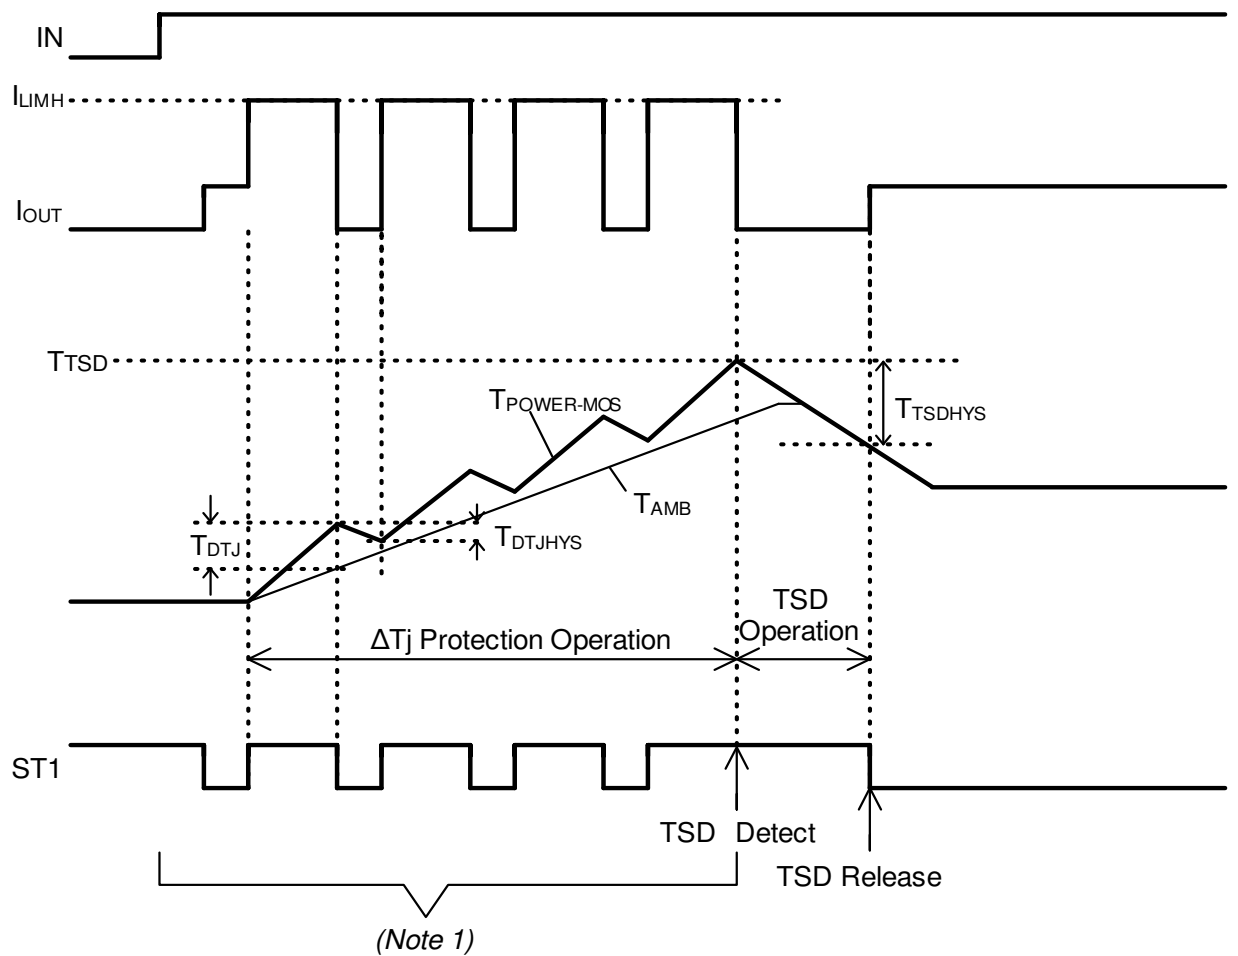 IN
ILIMH
IOUT
TTSD
TPOWER-MOS
TTSDHYS
TAMB
TDTJ
TDTJHYS
TSD
Operation
ΔTj Protection Operation
ST1
TSD Detect
TSD Release
(Note 1)